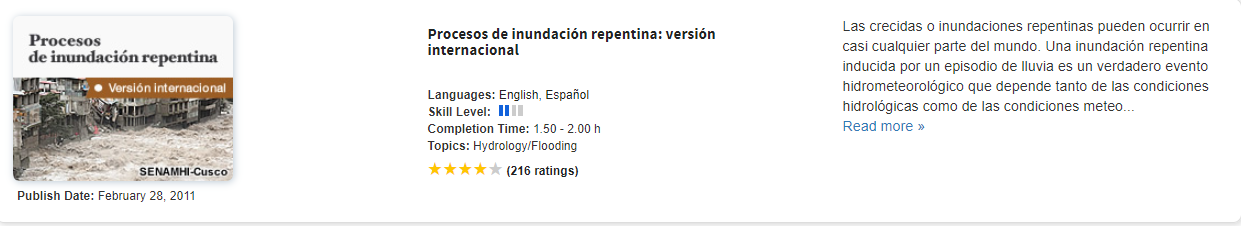 Procesos
de inundación repentina
Versión internacional
SENAMHI-Cusco
Publish Date: February 28, 2011
Procesos de inundación repentina: versión
internacional
Languages: English, Español
Skill Level:
Completion Time: 1.50 - 2.00 h
Topics: Hydrology/Flooding
(216 ratings)
Las crecidas o inundaciones repentinas pueden ocurrir en
casi cualquier parte del mundo. Una inundación repentina
inducida por un episodio de lluvia es un verdadero evento
hidrometeorológico que depende tanto de las condiciones
hidrológicas como de las condiciones meteo...
Read more »